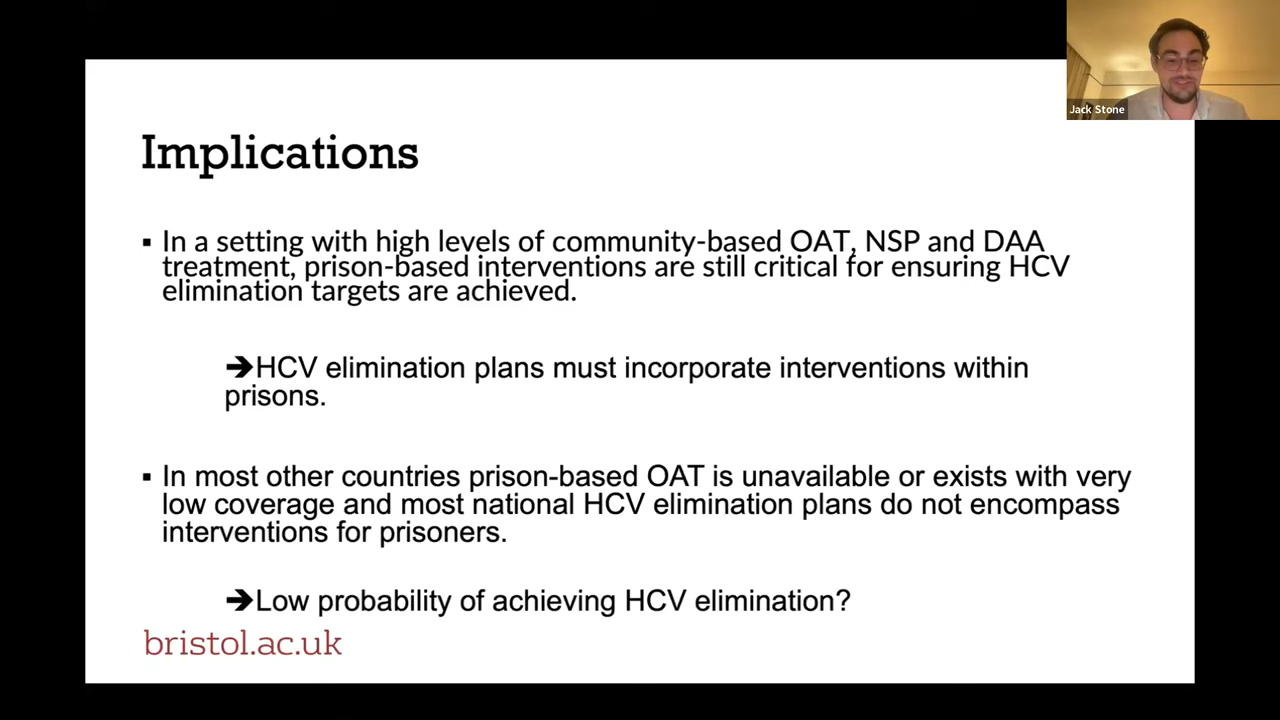 Jack Stone
Implications
▪ In a setting with high levels of community-based OAT, NSP and DAA
treatment, prison-based interventions are still critical for ensuring HCV
elimination targets are achieved.
➔HCV elimination plans must incorporate interventions within
prisons.
▪ In most other countries prison-based OAT is unavailable or exists with very
low coverage and most national HCV elimination plans do not encompass
interventions for prisoners.
➔Low probability of achieving HCV elimination?
bristol.ac.uk